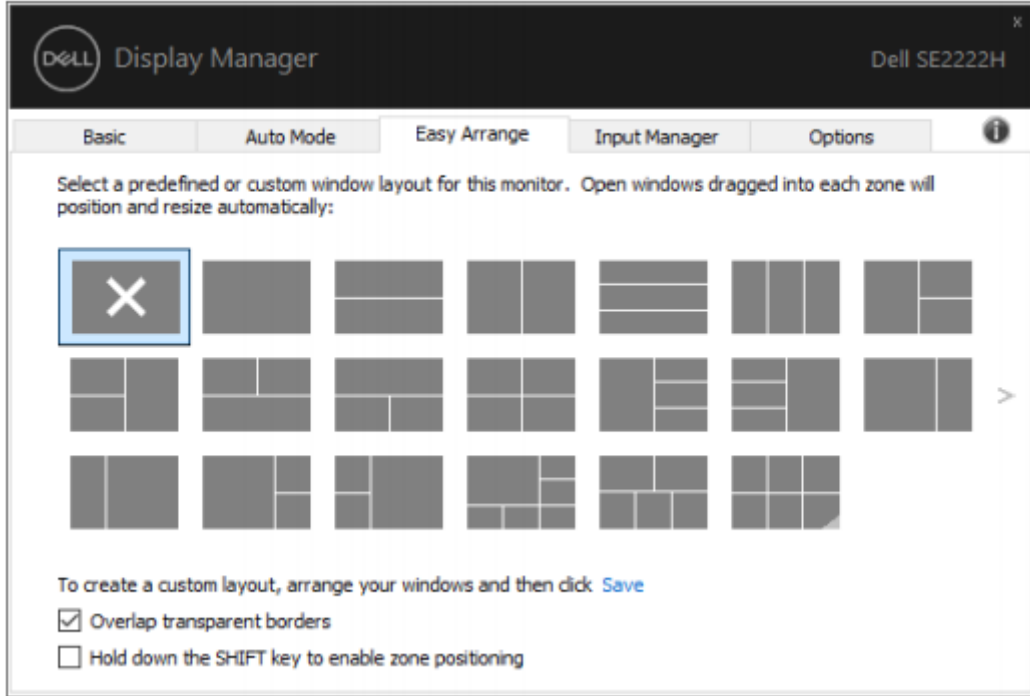 DELL Display Manager
Dell SE2222H
x
Basic Auto Mode Easy Arrange Input Manager Options
Select a predefined or custom window layout for this monitor. Open windows dragged into each zone will
position and resize automatically:
>
To create a custom layout, arrange your windows and then click Save
Overlap transparent borders
Hold down the SHIFT key to enable zone positioning